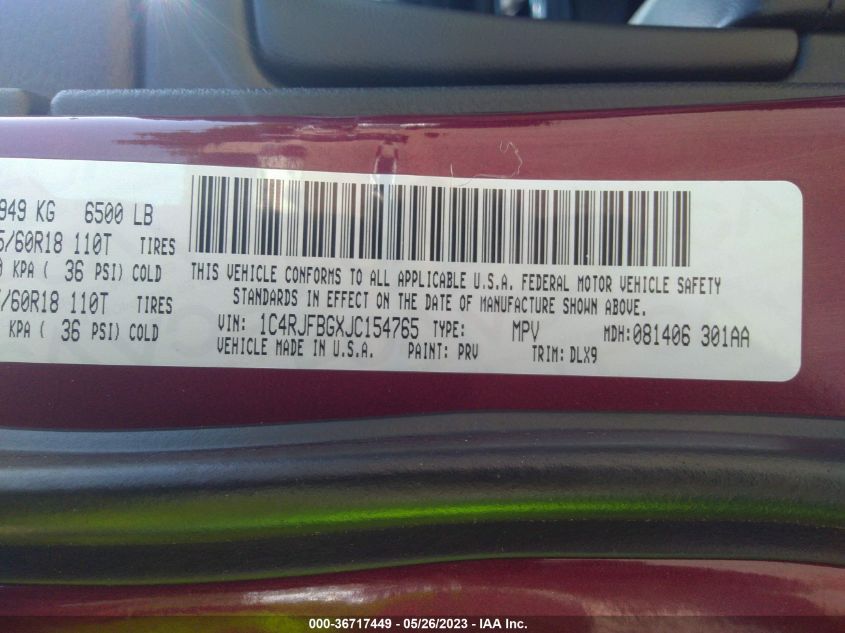 949 KG 6500 LB
5/60R18 110T TIRES
KPA ( 36 PSI) COLD
/60R18 110T TIRES
KPA ( 36 PSI) COLD
THIS VEHICLE CONFORMS TO ALL APPLICABLE U.S.A. FEDERAL MOTOR VEHICLE SAFETY
STANDARDS IN EFFECT ON THE DATE OF MANUFACTURE SHOWN ABOVE.
VIN: 1C4RJFBGXJC154765 TYPE: MPV MDH:081406 301AA
VEHICLE MADE IN U.S.A. PAINT: PRV TRIM: DLX9
000-36717449 - 05/26/2023 - IAA Inc.